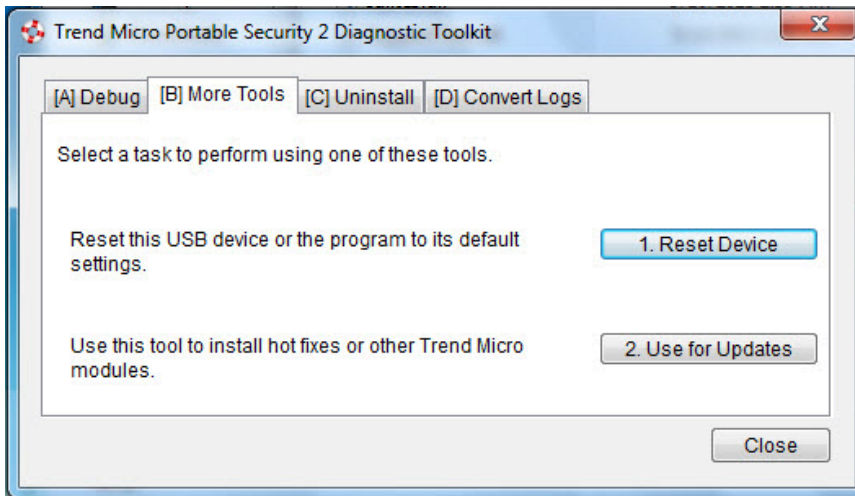 Trend Micro Portable Security 2 Diagnostic Toolkit
[A] Debug [B] More Tools [C] Uninstall [D] Convert Logs
Select a task to perform using one of these tools.
Reset this USB device or the program to its default
settings.
1. Reset Device
Use this tool to install hot fixes or other Trend Micro
modules.
2. Use for Updates
Close